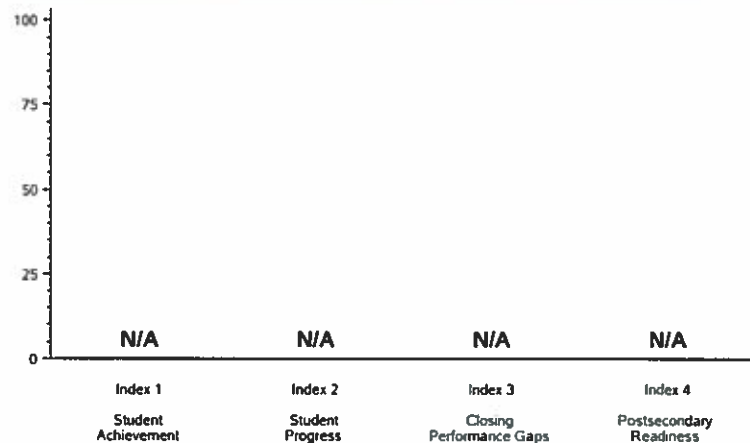 100
75
50
25
0
N/A N/A N/A N/A
Index 1 Index 2 Index 3 Index 4
Student Achievement
Student Progress
Closing Performance Gaps
Postsecondary Readiness